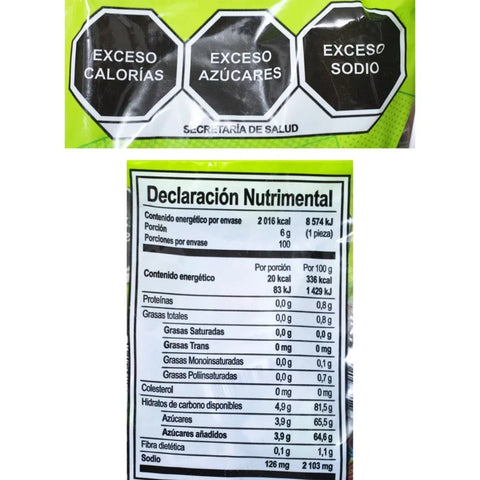 EXCESO
CALORÍAS
EXCESO
AZÚCARES
EXCESO
SODIO
SECRETARÍA DE SALUD
Declaración Nutrimental
Contenido energético por envase 2 016 kcal 8 574 kJ
Porción 6 g (1 pieza)
Porciones por envase 100
Por porción Por 100 g
Contenido energético 20 kcal 336 kcal
83 kJ 1 429 kJ
Proteínas 0,0 g 0,8 g
Grasas totales 0,0 g 0,8 g
Grasas Saturadas 0,0 g 0,0 g
Grasas Trans 0 mg 0 mg
Grasas Monoinsaturadas 0,0 g 0,1 g
Grasas Poliinsaturadas 0,0 g 0,7 g
Colesterol 0 mg 0 mg
Hidratos de carbono disponibles 4,9 g 81,5 g
Azúcares 3,9 g 65,5 g
Azúcares añadidos 3,9 g 64,6 g
Fibra dietética 0,1 g 1,1 g
Sodio 126 mg 2 103 mg